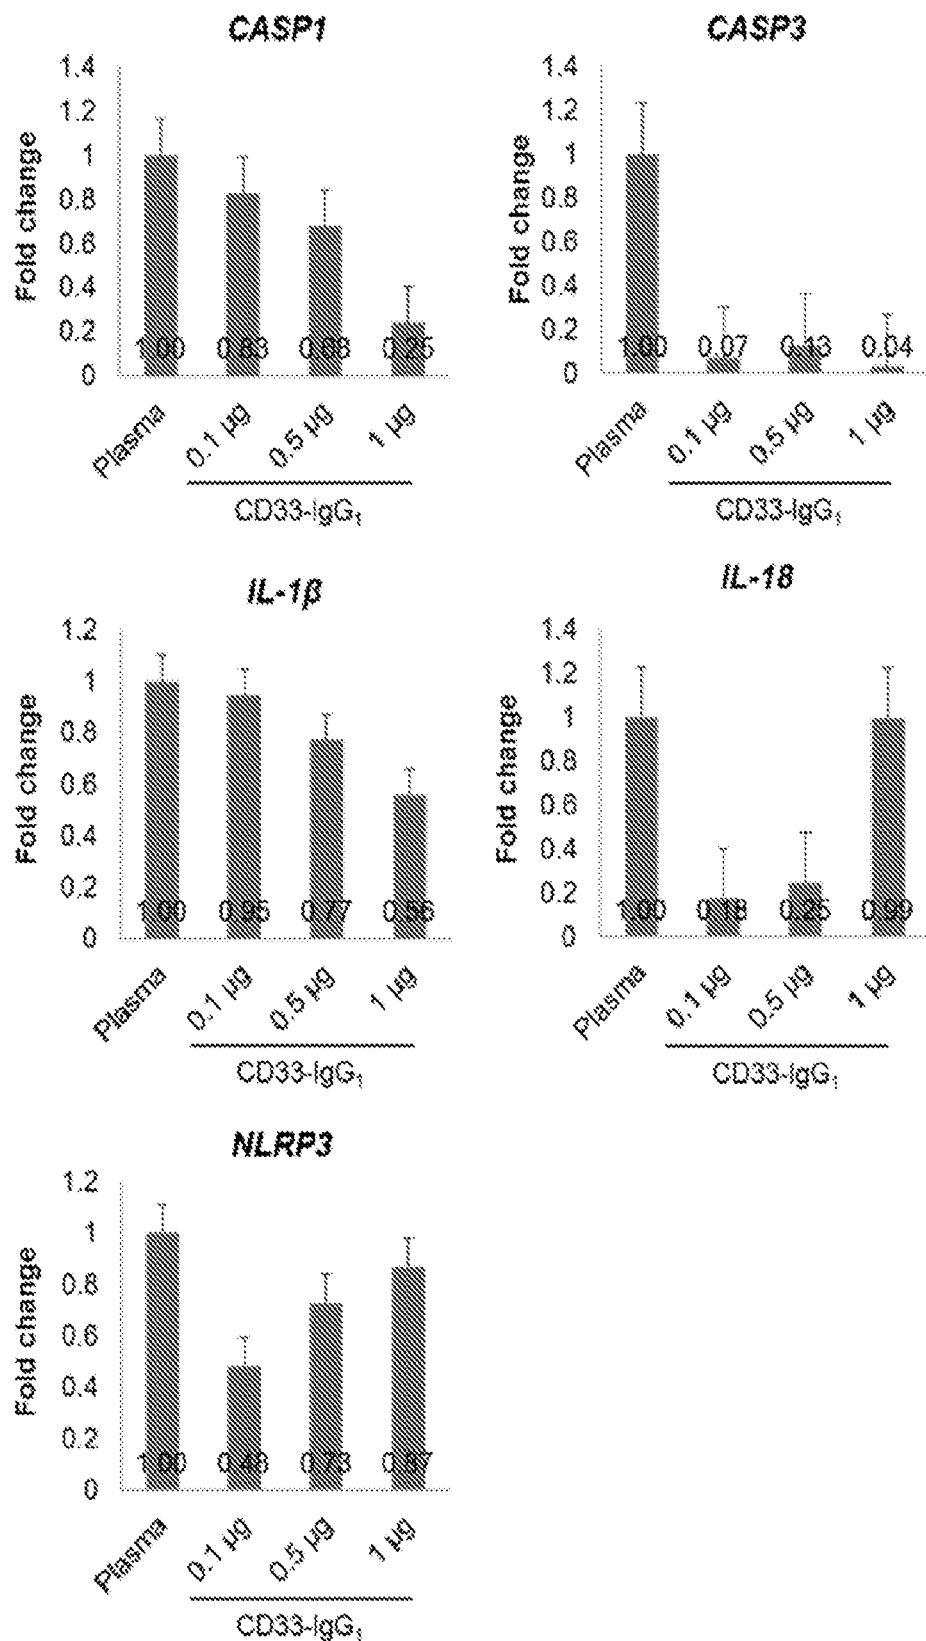 CASP1
Fold change
1.4
1.2
1
0.8
0.6
0.4
0.2
0
1.00 0.83 0.68 0.25
Plasma 0.1 µg 0.5 µg 1 µg
CD33-IgG₁
CASP3
Fold change
1.4
1.2
1
0.8
0.6
0.4
0.2
0
1.00 0.07 0.13 0.04
Plasma 0.1 µg 0.5 µg 1 µg
CD33-IgG₁
IL-1β
Fold change
1.2
1
0.8
0.6
0.4
0.2
0
1.00 0.95 0.77 0.56
Plasma 0.1 µg 0.5 µg 1 µg
CD33-IgG₁
IL-18
Fold change
1.4
1.2
1
0.8
0.6
0.4
0.2
0
1.00 0.18 0.25 0.99
Plasma 0.1 µg 0.5 µg 1 µg
CD33-IgG₁
NLRP3
Fold change
1.2
1
0.8
0.6
0.4
0.2
0
1.00 0.48 0.73 0.87
Plasma 0.1 µg 0.5 µg 1 µg
CD33-IgG₁